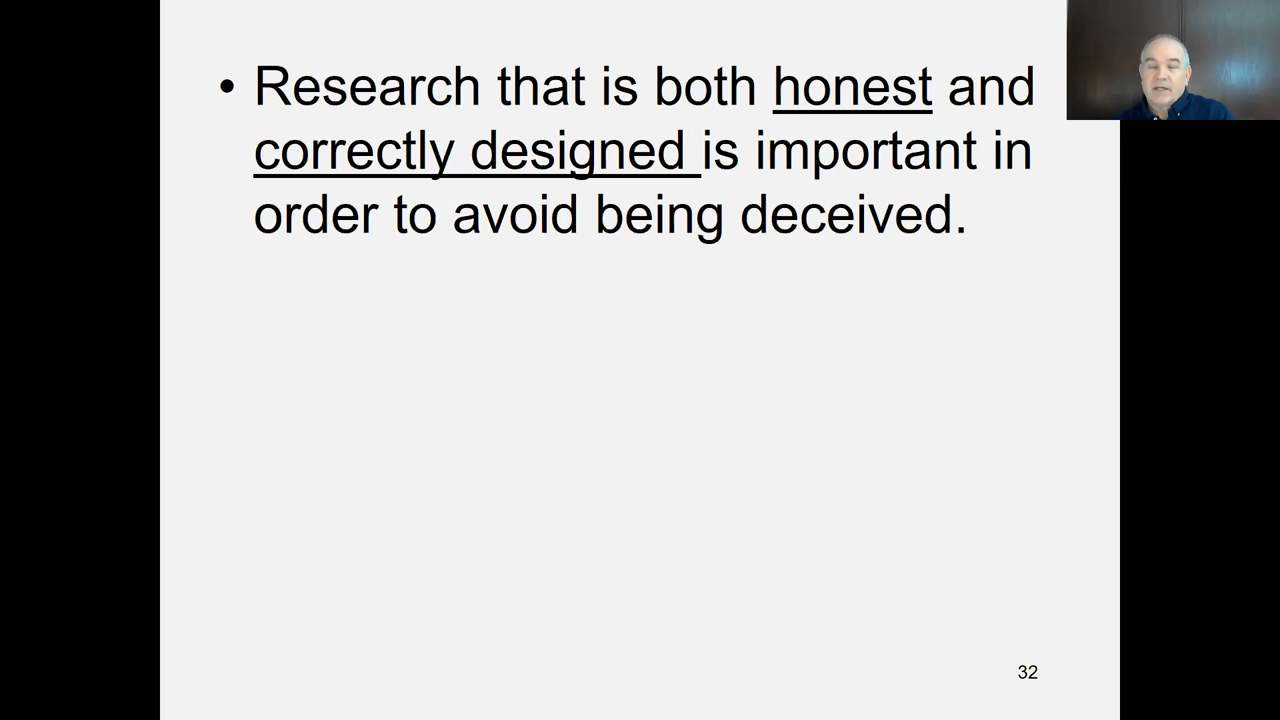 • Research that is both honest and
correctly designed is important in
order to avoid being deceived.
32